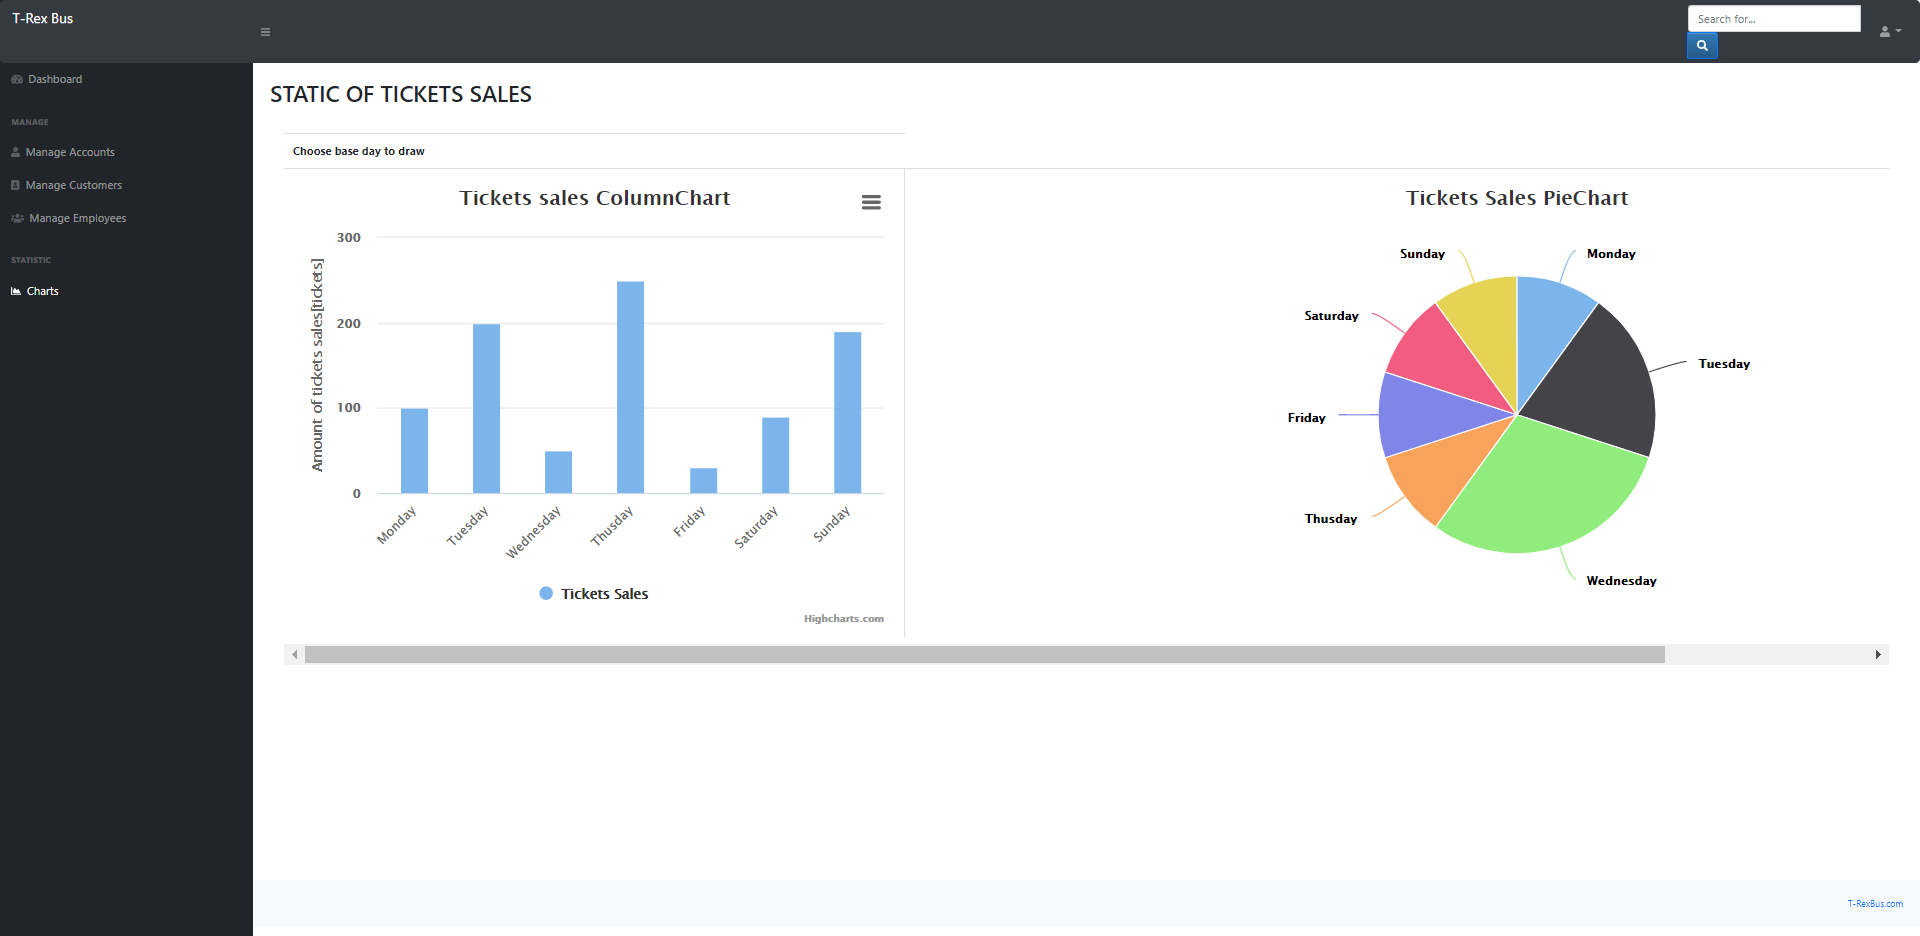 T-Rex Bus
Search for...
Dashboard
MANAGE
Manage Accounts
Manage Customers
Manage Employees
STATISTIC
Charts
STATIC OF TICKETS SALES
Choose base day to draw
Tickets sales ColumnChart
Amount of tickets sales[tickets]
300
200
100
0
Monday
Tuesday
Wednesday
Thusday
Friday
Saturday
Sunday
Tickets Sales
Highcharts.com
Tickets Sales PieChart
Sunday
Monday
Saturday
Tuesday
Friday
Thusday
Wednesday
T-RexBus.com